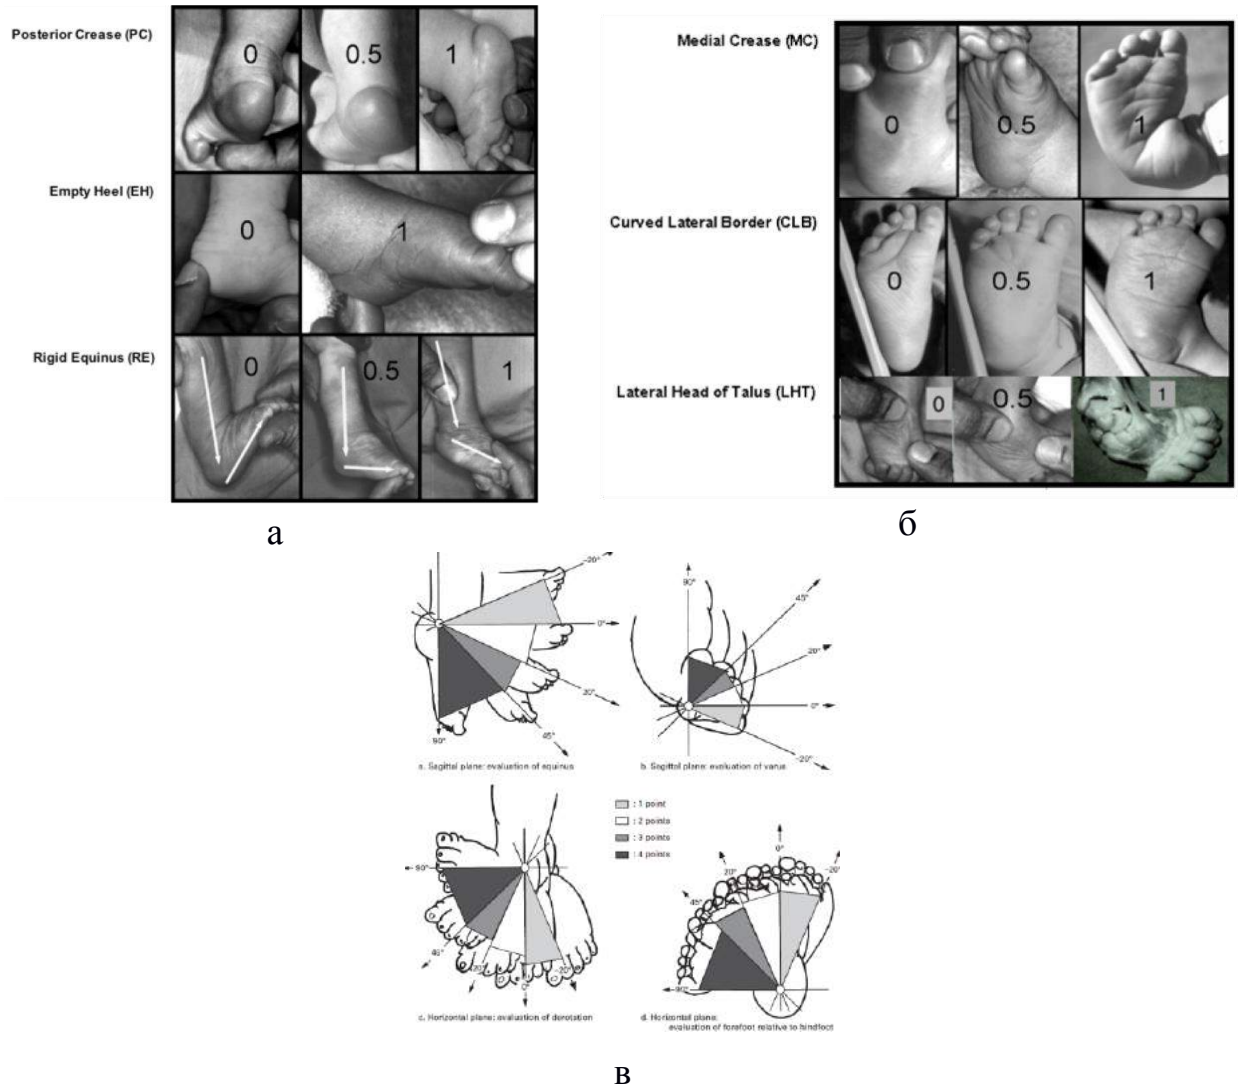 Posterior Crease (PC)
0
0.5
1
Empty Heel (EH)
0
1
Rigid Equinus (RE)
0
0.5
1
а
Medial Crease (MC)
0
0.5
1
Curved Lateral Border (CLB)
0
0.5
1
Lateral Head of Talus (LHT)
0
0.5
1
б
-20°
0°
20°
45°
90°
a. Sagittal plane: evaluation of equinus
90°
45°
20°
0°
-20°
b. Sagittal plane: evaluation of varus
: 1 point
: 2 points
: 3 points
: 4 points
90°
45°
20°
0°
-20°
c. Horizontal plane: evaluation of derotation
0°
20°
-20°
45°
90°
d. Horizontal plane:
evaluation of forefoot relative to hindfoot
в